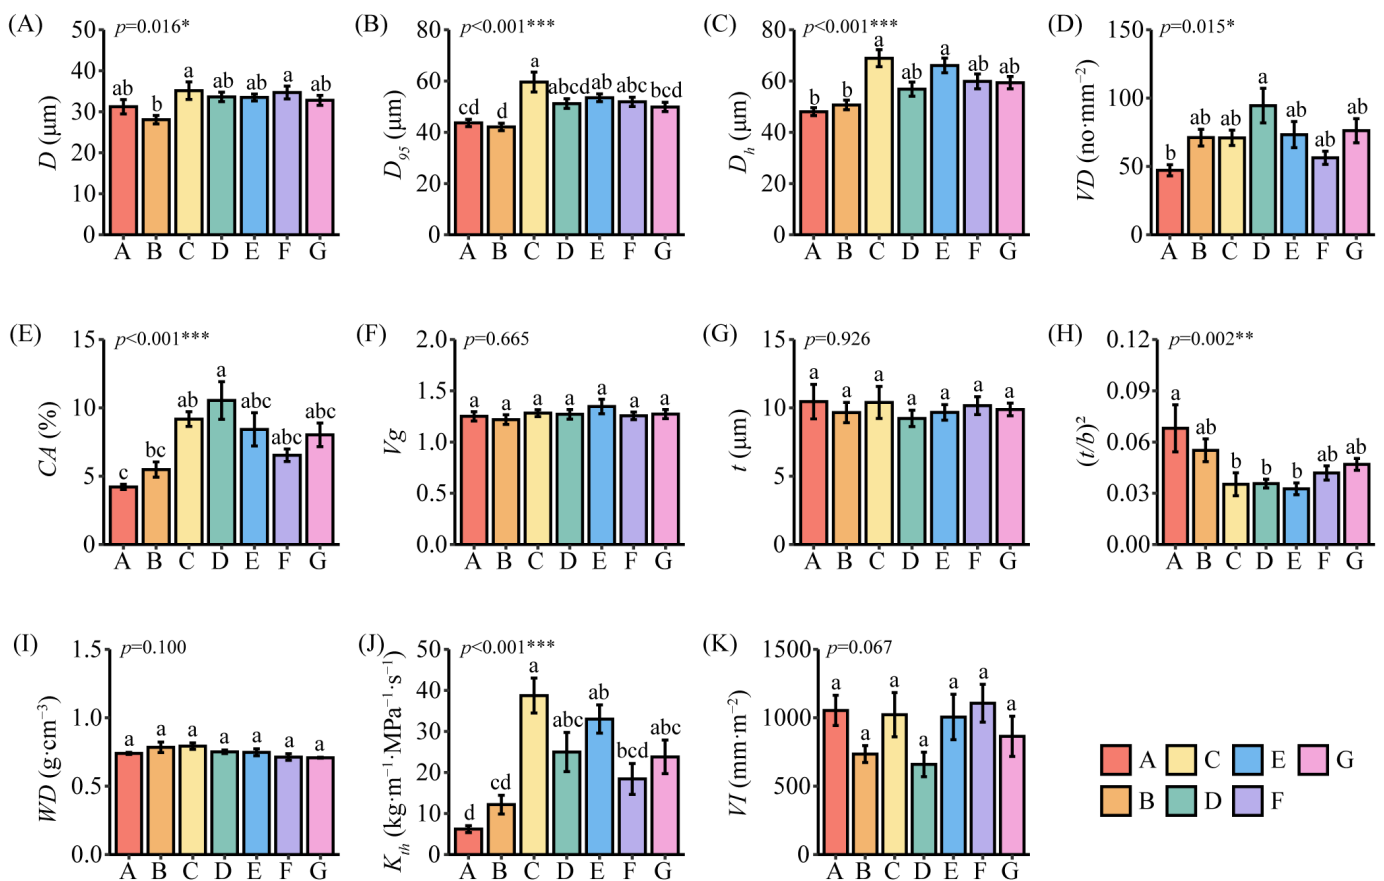 (A) p=0.016*
50
40
30
20
10
0
D (μm)
ab b a ab ab a ab
A B C D E F G
(B) p<0.001***
80
60
40
20
0
D95 (μm)
cd d a abcd ab abc bcd
A B C D E F G
(C) p<0.001***
80
60
40
20
0
Dh (μm)
b b a ab a ab ab
A B C D E F G
(D) p=0.015*
150
100
50
0
VD (no·mm−2)
b ab ab a ab ab ab
A B C D E F G
(E) p<0.001***
15
10
5
0
CA (%)
c bc ab a abc abc abc
A B C D E F G
(F) p=0.665
2.0
1.5
1.0
0.5
0.0
Vg
a a a a a a a
A B C D E F G
(G) p=0.926
15
10
5
0
t (μm)
a a a a a a a
A B C D E F G
(H) p=0.002**
0.12
0.09
0.06
0.03
0.00
(t/b)²
a ab b b b ab ab
A B C D E F G
(I) p=0.100
1.5
1.0
0.5
0.0
WD (g·cm−3)
a a a a a a a
A B C D E F G
(J) p<0.001***
50
40
30
20
10
0
Kth (kg·m−1·MPa−1·s−1)
d cd a abc ab bcd abc
A B C D E F G
(K) p=0.067
1500
1000
500
0
VI (mm·m−2)
a a a a a a a
A B C D E F G
A C E G
B D F